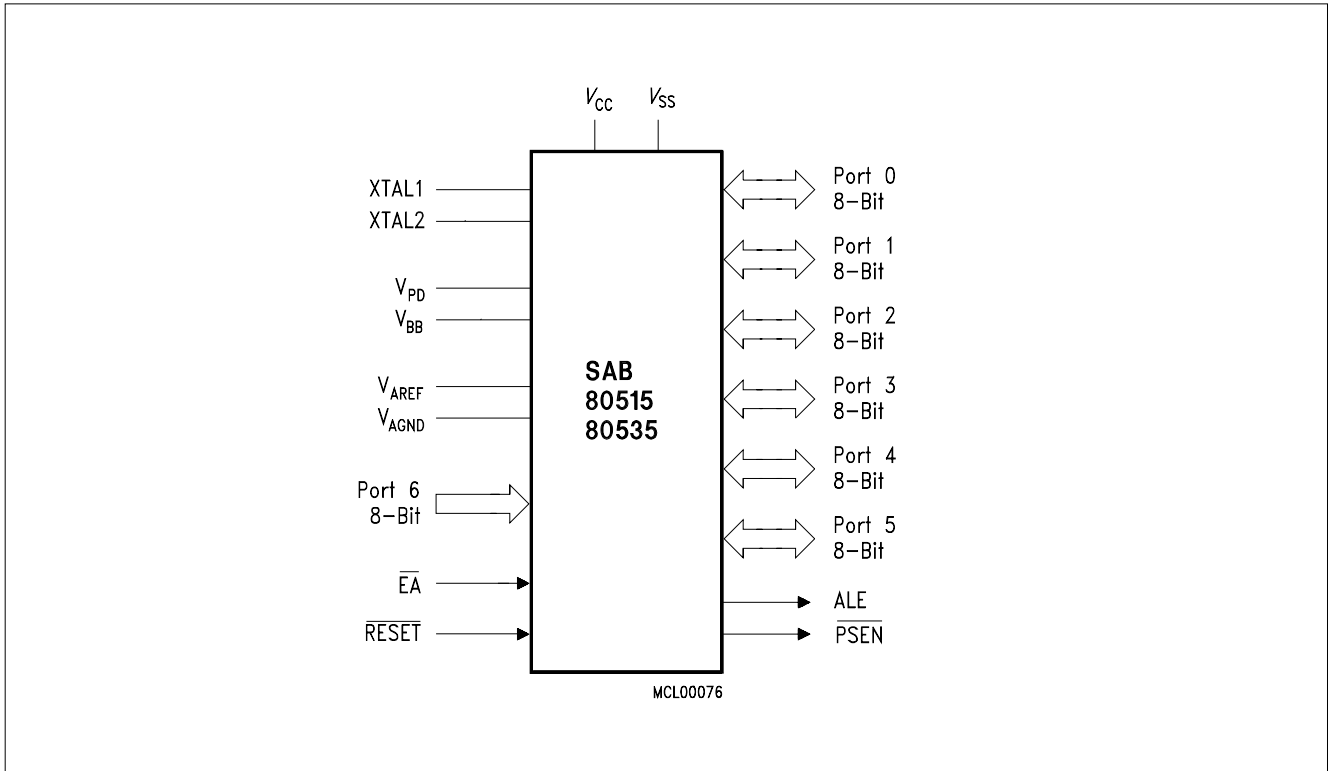 VCC VSS
XTAL1
XTAL2
VPD
VBB
VAREF
VAGND
Port 6
8-Bit
EA
RESET
SAB
80515
80535
Port 0
8-Bit
Port 1
8-Bit
Port 2
8-Bit
Port 3
8-Bit
Port 4
8-Bit
Port 5
8-Bit
ALE
PSEN
MCL00076